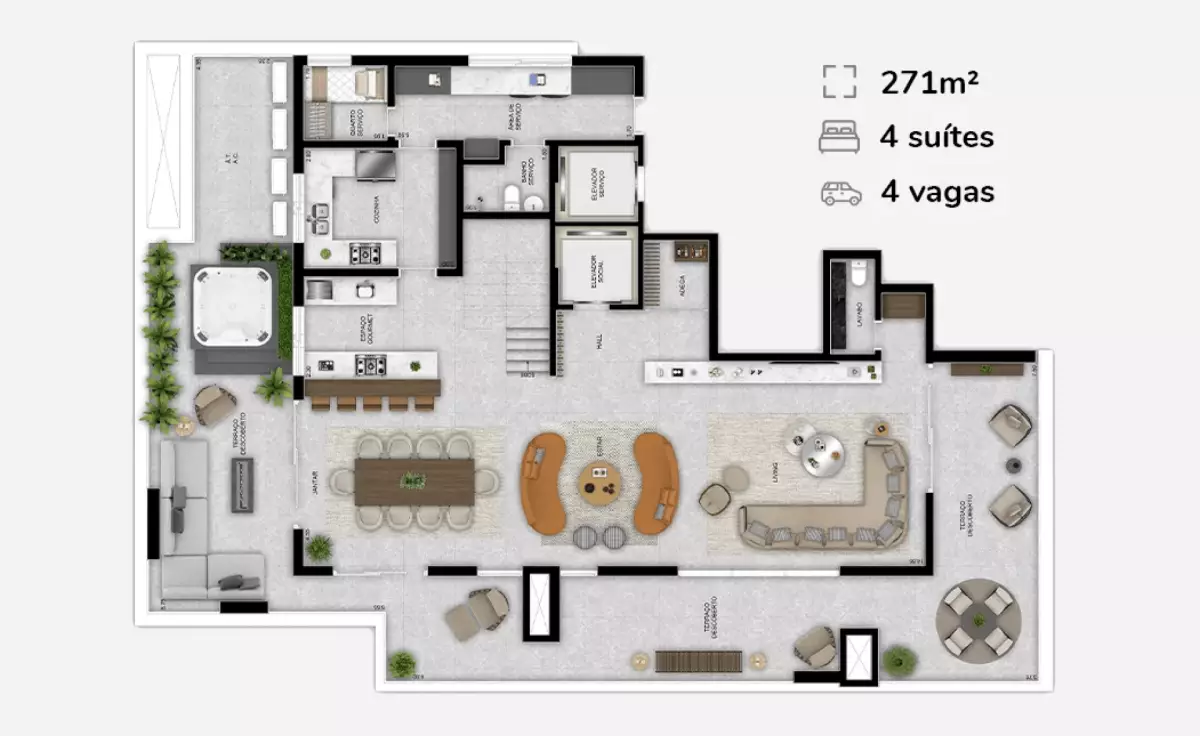 271m²
4 suítes
4 vagas
QUARTO
SERVIÇO
ÁREA DE
SERVIÇO
A.T.
A.C.
COZINHA
BANHO
SERVIÇO
ELEVADOR
SERVIÇO
ELEVADOR
SOCIAL
ADEGA
LAVABO
HALL
ESPAÇO
GOURMET
SOBE
TERRAÇO
DESCOBERTO
JANTAR
ESTAR
LIVING
TERRAÇO
DESCOBERTO
TERRAÇO
DESCOBERTO